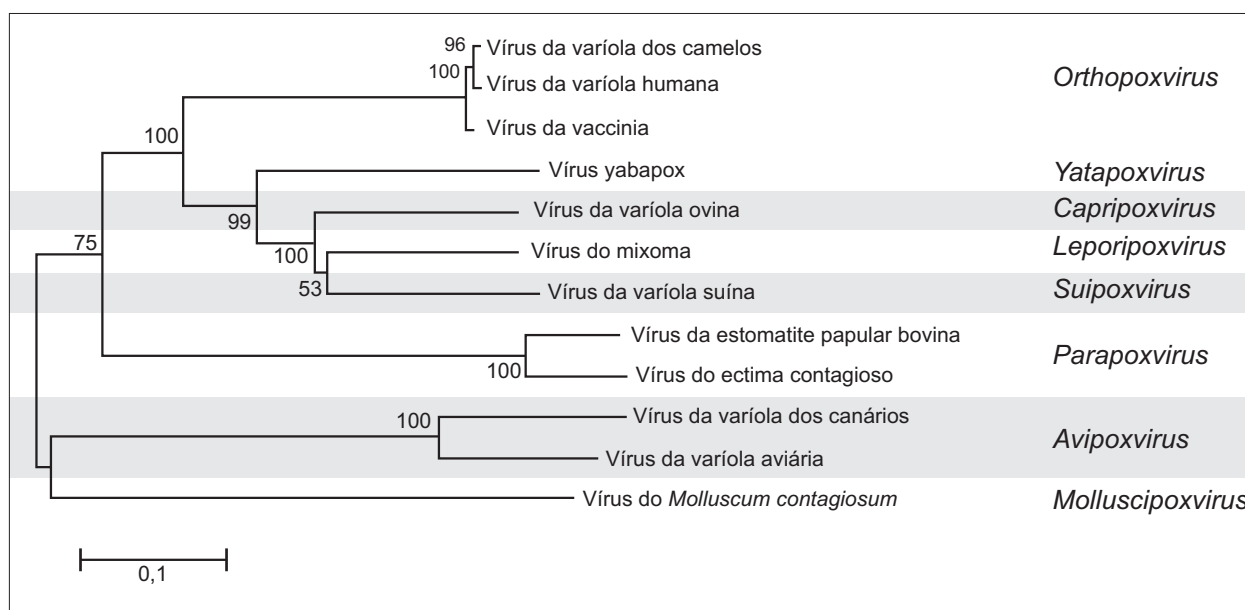 96 Vírus da varíola dos camelos
100 Vírus da varíola humana Orthopoxvirus
Vírus da vaccinia
100
Vírus yabapox Yatapoxvirus
Vírus da varíola ovina Capripoxvirus
99
75
100 Vírus do mixoma Leporipoxvirus
53 Vírus da varíola suína Suipoxvirus
Vírus da estomatite papular bovina
Parapoxvirus
100 Vírus do ectima contagioso
100 Vírus da varíola dos canários
Avipoxvirus
Vírus da varíola aviária
Vírus do Molluscum contagiosum Molluscipoxvirus
0,1